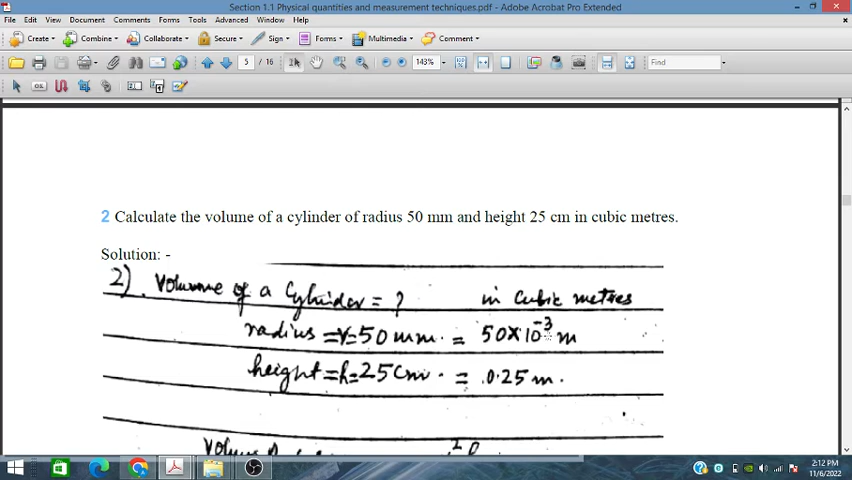 Section 1.1 Physical quantities and measurement techniques.pdf - Adobe Acrobat Pro Extended
File Edit View Document Comments Forms Tools Advanced Window Help
Create Combine Collaborate Secure Sign Forms Multimedia Comment
5 / 16 143% Find
2 Calculate the volume of a cylinder of radius 50 mm and height 25 cm in cubic metres.
Solution: -
2). Volume of a Cylinder = ? in Cubic metres
radius = r = 50 mm. = 50×10⁻³ m
height = h = 25 cm. = 0.25 m.
2:12 PM
11/6/2022